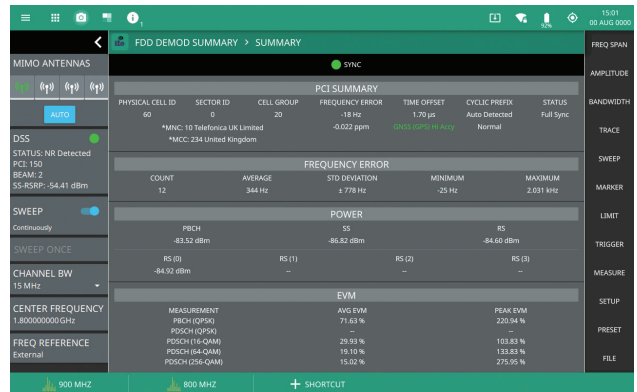 15:01
1
92%
00 AUG 0000
FDD DEMOD SUMMARY > SUMMARY
FREQ SPAN
MIMO ANTENNAS
SYNC
AMPLITUDE
PCI SUMMARY
PHYSICAL CELL ID SECTOR ID CELL GROUP FREQUENCY ERROR TIME OFFSET CYCLIC PREFIX STATUS
60 0 20 -18 Hz 1.70 µs Auto Detected Full Sync
*MNC: 10 Telefonica UK Limited -0.022 ppm GNSS (GPS) Hi Accy Normal
*MCC: 234 United Kingdom
BANDWIDTH
AUTO
TRACE
DSS
STATUS: NR Detected
PCI: 150
BEAM: 2
SS-RSRP: -54.41 dBm
FREQUENCY ERROR
COUNT AVERAGE STD DEVIATION MINIMUM MAXIMUM
12 344 Hz ± 778 Hz -25 Hz 2.031 kHz
SWEEP
MARKER
SWEEP
Continuously
POWER
PBCH SS RS
-83.52 dBm -86.82 dBm -84.60 dBm
LIMIT
SWEEP ONCE
RS (0) RS (1) RS (2) RS (3)
-84.92 dBm -- -- --
TRIGGER
CHANNEL BW
15 MHz
MEASURE
EVM
MEASUREMENT AVG EVM PEAK EVM
PBCH (QPSK) 71.63 % 220.94 %
PDSCH (QPSK) -- --
PDSCH (16-QAM) 29.93 % 103.83 %
PDSCH (64-QAM) 19.10 % 133.83 %
PDSCH (256-QAM) 15.02 % 275.95 %
CENTER FREQUENCY
1.800000000 GHz
SETUP
FREQ REFERENCE
External
PRESET
FILE
900 MHZ 800 MHZ + SHORTCUT